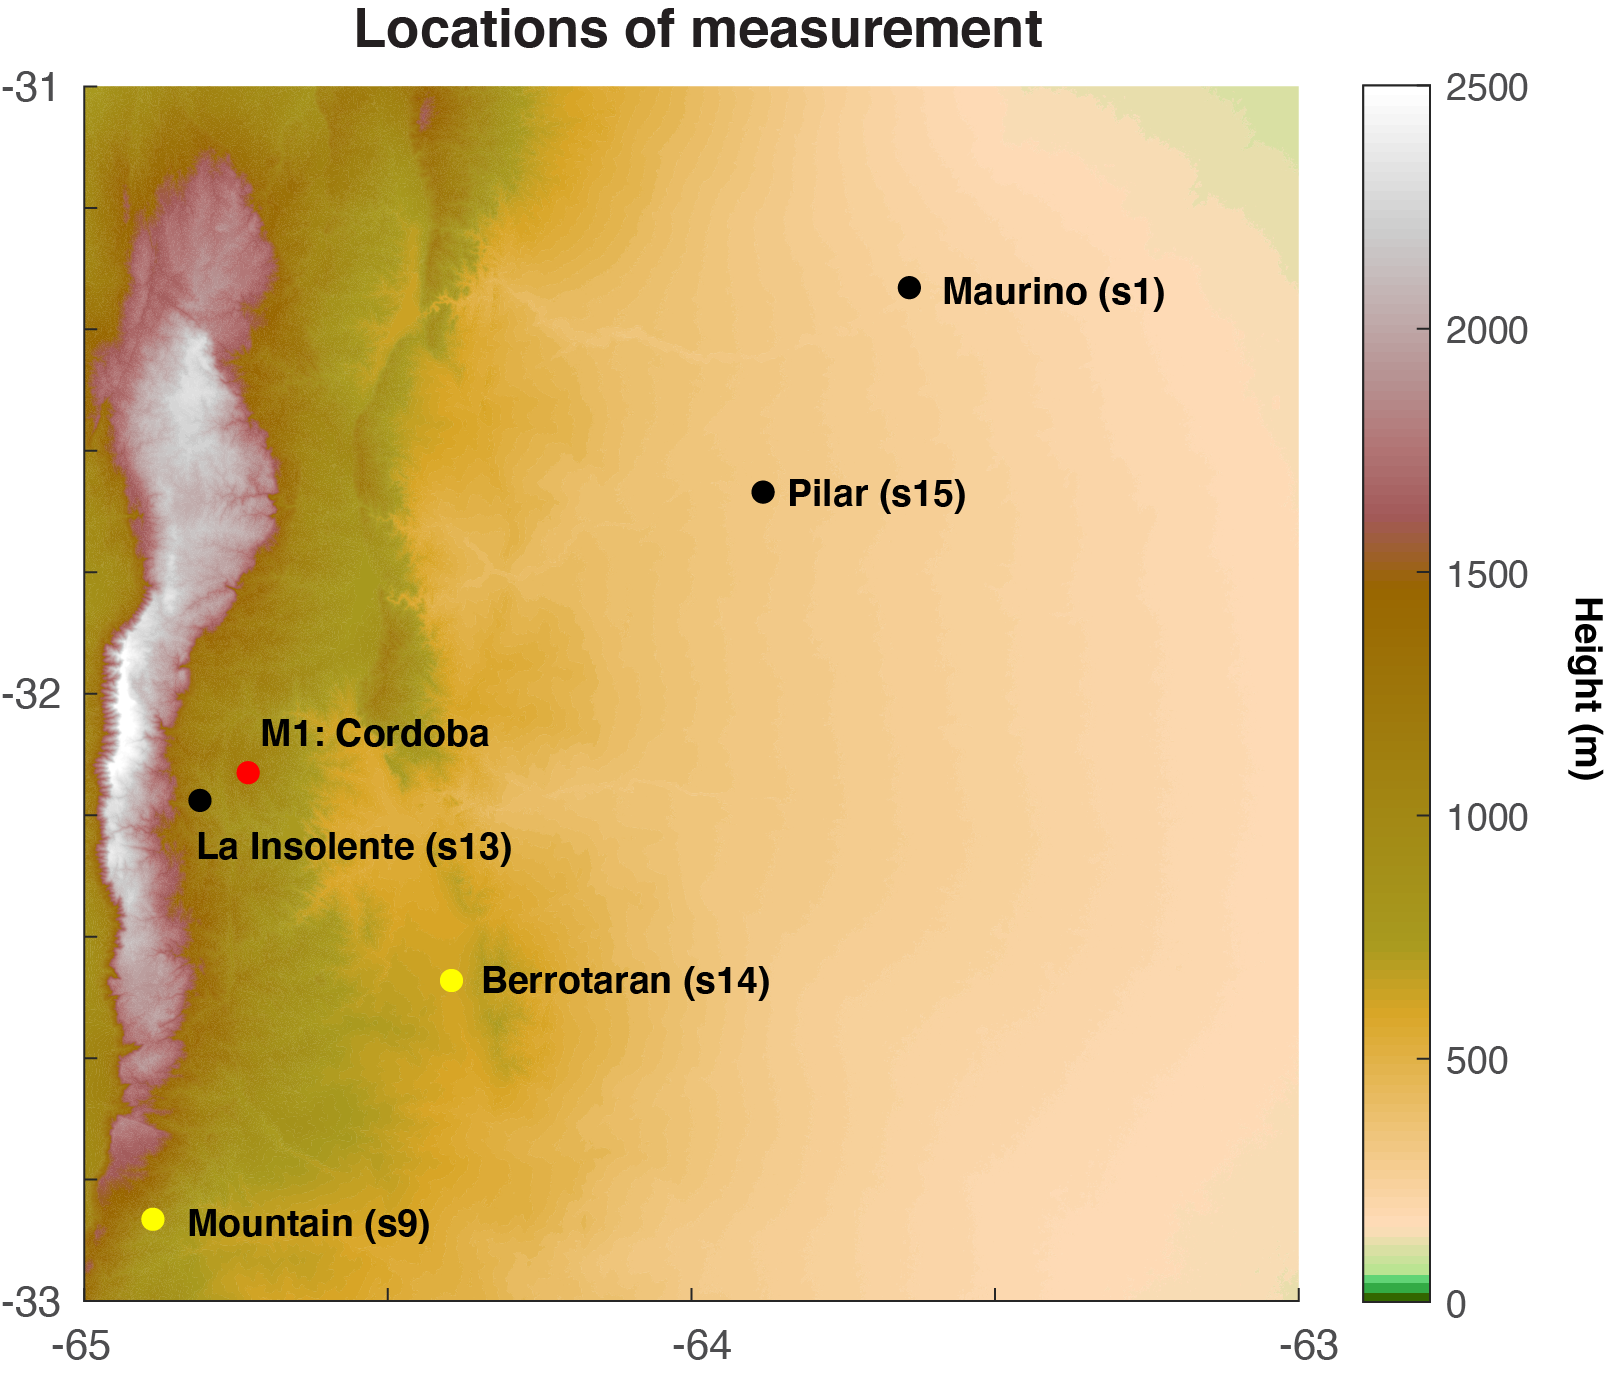 Locations of measurement
-31
-32
-33
-65
-64
-63
Maurino (s1)
Pilar (s15)
M1: Cordoba
La Insolente (s13)
Berrotaran (s14)
Mountain (s9)
2500
2000
1500
1000
500
0
Height (m)